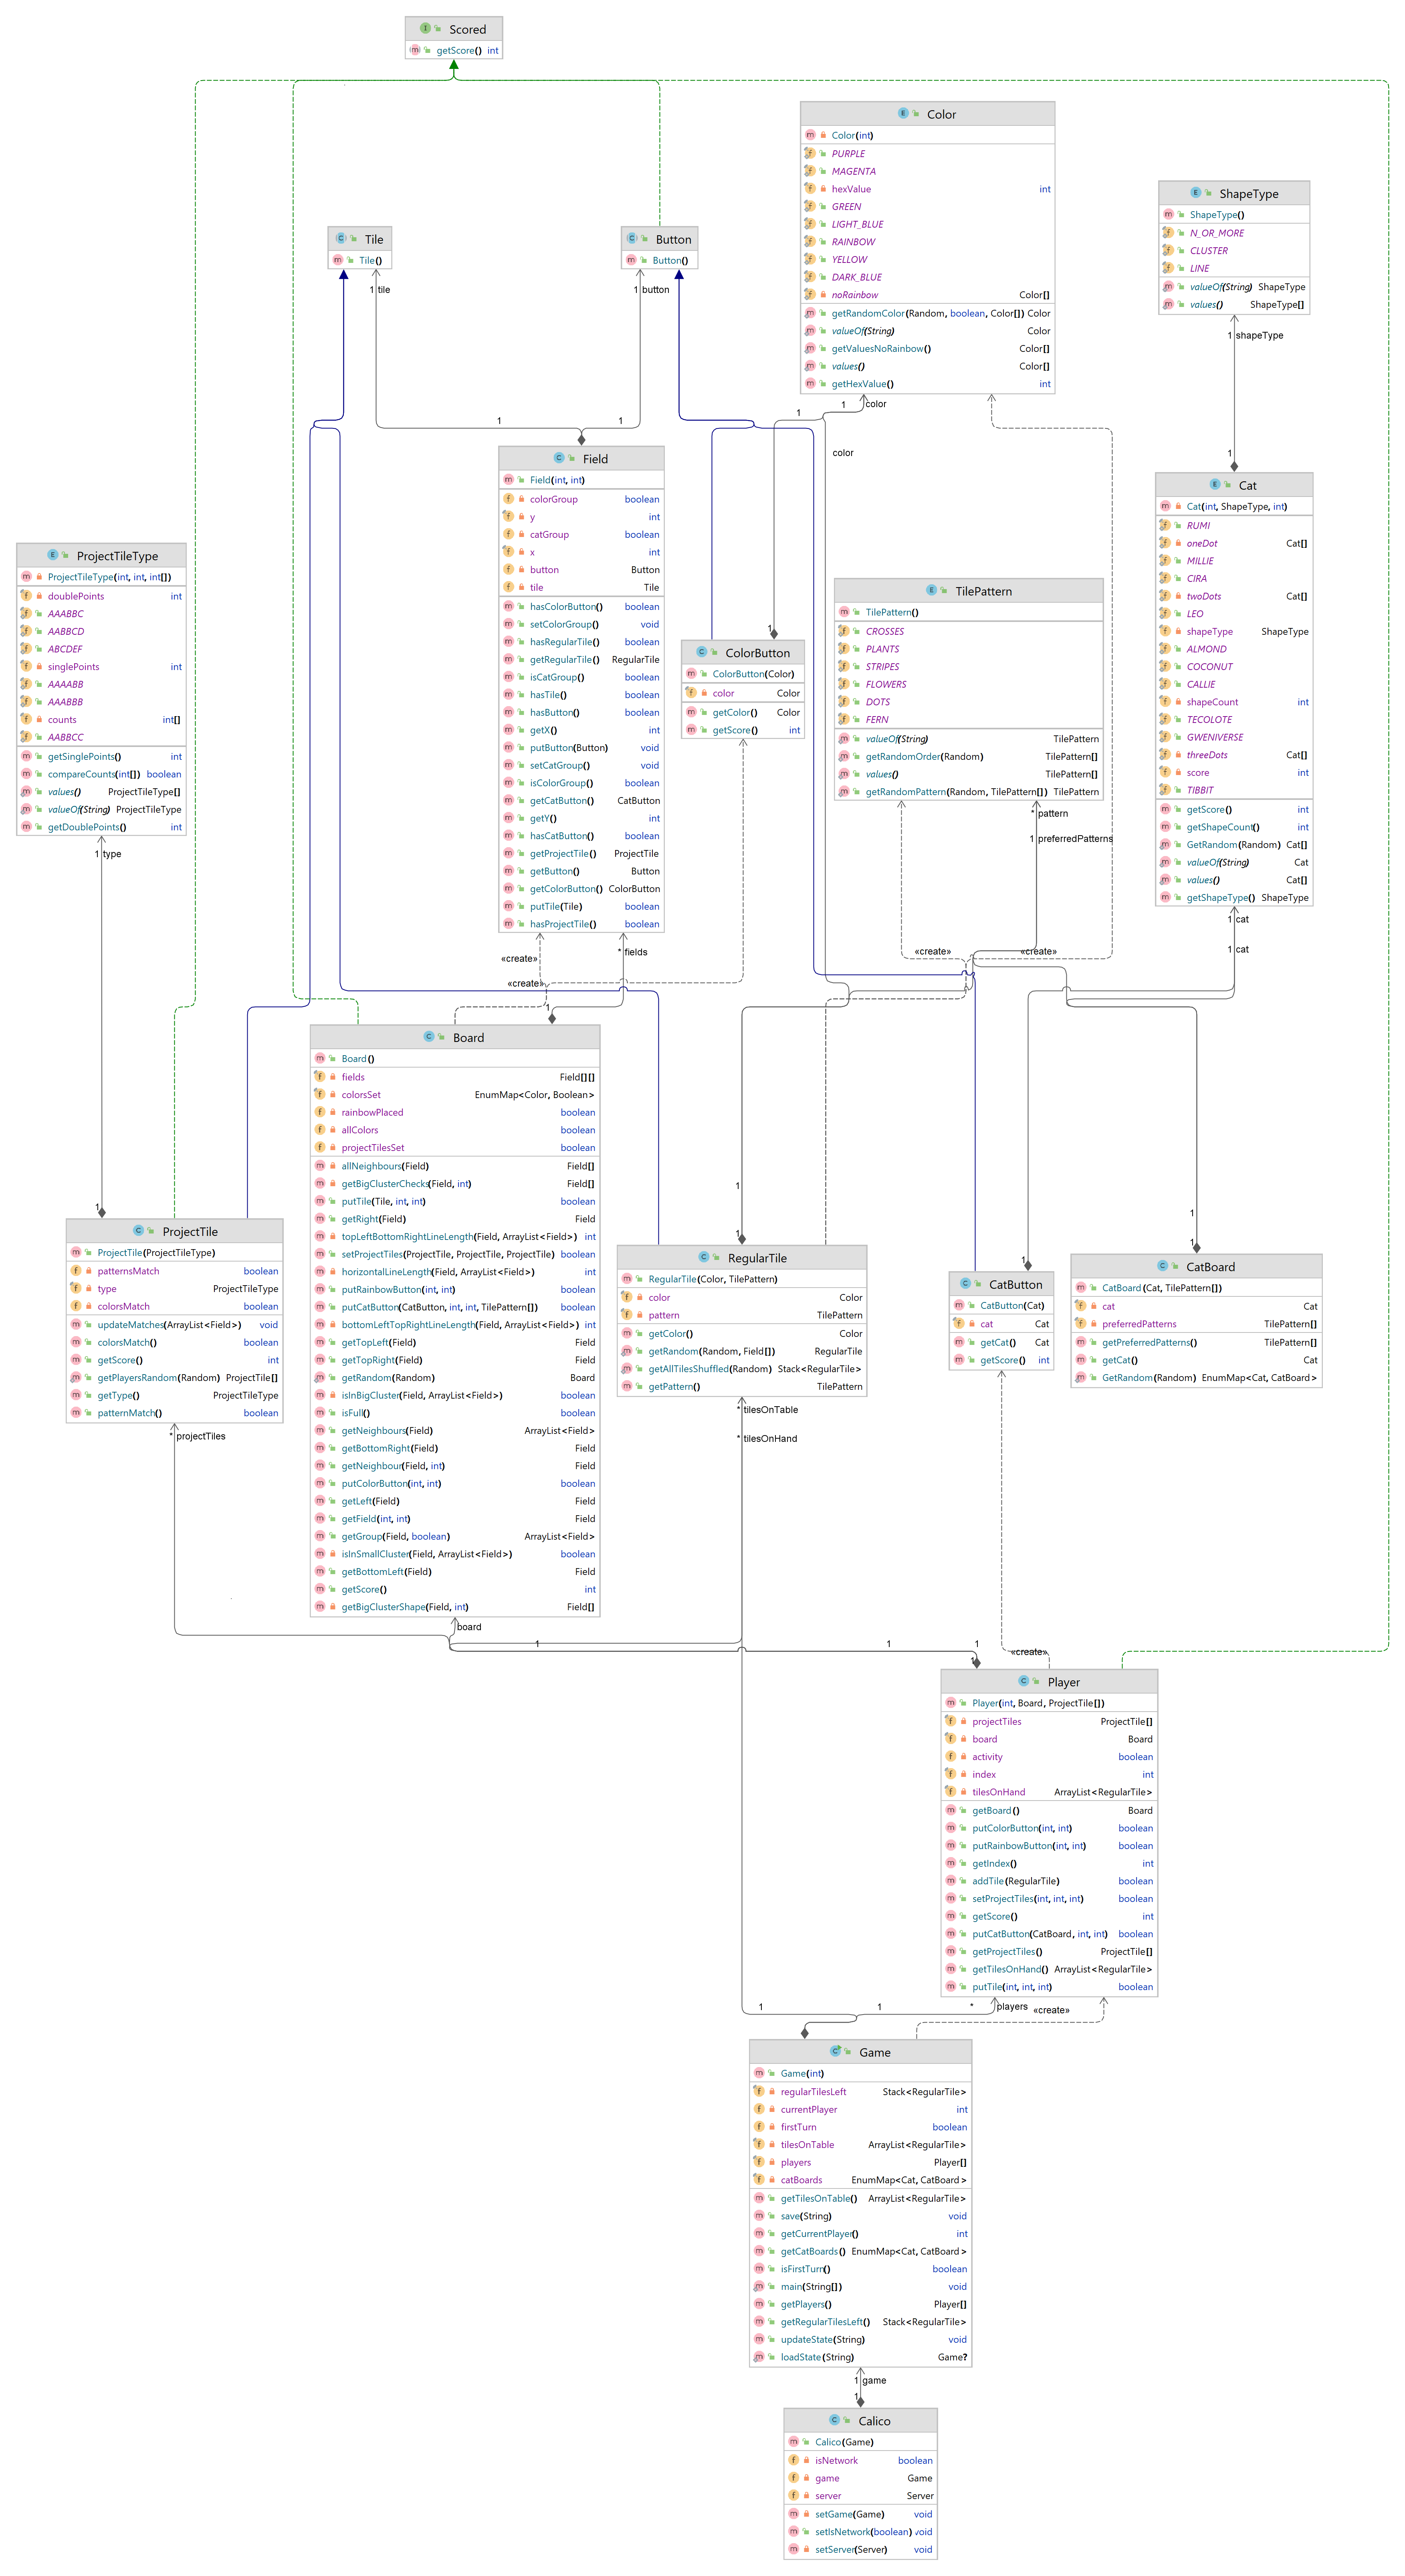 Scored
getScore() int
Color
Color(int)
PURPLE
MAGENTA
hexValue int
GREEN
LIGHT_BLUE
RAINBOW
YELLOW
DARK_BLUE
noRainbow Color[]
getRandomColor(Random, boolean, Color[]) Color
valueOf(String) Color
getValuesNoRainbow() Color[]
values() Color[]
getHexValue() int
ShapeType
ShapeType()
N_OR_MORE
CLUSTER
LINE
valueOf(String) ShapeType
values() ShapeType[]
1 shapeType
1
Tile
Tile()
1 tile
Button
Button()
1 button
1
1
1
1
color
color
Field
Field(int, int)
colorGroup boolean
y int
catGroup boolean
x int
button Button
tile Tile
hasColorButton() boolean
setColorGroup() void
hasRegularTile() boolean
getRegularTile() RegularTile
isCatGroup() boolean
hasTile() boolean
hasButton() boolean
getX() int
putButton(Button) void
setCatGroup() void
isColorGroup() boolean
getCatButton() CatButton
getY() int
hasCatButton() boolean
getProjectTile() ProjectTile
getButton() Button
getColorButton() ColorButton
putTile(Tile) boolean
hasProjectTile() boolean
Cat
Cat(int, ShapeType, int)
RUMI
oneDot Cat[]
MILLIE
CIRA
twoDots Cat[]
LEO
shapeType ShapeType
ALMOND
COCONUT
CALLIE
shapeCount int
TECOLOTE
GWENIVERSE
threeDots Cat[]
score int
TIBBIT
getScore() int
getShapeCount() int
GetRandom(Random) Cat[]
valueOf(String) Cat
values() Cat[]
getShapeType() ShapeType
1 cat
1 cat
ProjectTileType
ProjectTileType(int, int, int[])
doublePoints int
AAABBC
AABBCD
ABCDEF
singlePoints int
AAAABB
AAABBB
counts int[]
AABBCC
getSinglePoints() int
compareCounts(int[]) boolean
values() ProjectTileType[]
valueOf(String) ProjectTileType
getDoublePoints() int
1 type
1
TilePattern
TilePattern()
CROSSES
PLANTS
STRIPES
FLOWERS
DOTS
FERN
valueOf(String) TilePattern
getRandomOrder(Random) TilePattern[]
values() TilePattern[]
getRandomPattern(Random, TilePattern[]) TilePattern
* pattern
1 preferredPatterns
1
ColorButton
ColorButton(Color)
color Color
getColor() Color
getScore() int
«create»
«create»
«create»
«create»
* fields
1
Board
Board()
fields Field[][]
colorsSet EnumMap<Color, Boolean>
rainbowPlaced boolean
allColors boolean
projectTilesSet boolean
allNeighbours(Field) Field[]
getBigClusterChecks(Field, int) Field[]
putTile(Tile, int, int) boolean
getRight(Field) Field
topLeftBottomRightLineLength(Field, ArrayList<Field>) int
setProjectTiles(ProjectTile, ProjectTile, ProjectTile) boolean
horizontalLineLength(Field, ArrayList<Field>) int
putRainbowButton(int, int) boolean
putCatButton(CatButton, int, int, TilePattern[]) boolean
bottomLeftTopRightLineLength(Field, ArrayList<Field>) int
getTopLeft(Field) Field
getTopRight(Field) Field
getRandom(Random) Board
isInBigCluster(Field, ArrayList<Field>) boolean
isFull() boolean
getNeighbours(Field) ArrayList<Field>
getBottomRight(Field) Field
getNeighbour(Field, int) Field
putColorButton(int, int) boolean
getLeft(Field) Field
getField(int, int) Field
getGroup(Field, boolean) ArrayList<Field>
isInSmallCluster(Field, ArrayList<Field>) boolean
getBottomLeft(Field) Field
getScore() int
getBigClusterShape(Field, int) Field[]
board
ProjectTile
ProjectTile(ProjectTileType)
patternsMatch boolean
type ProjectTileType
colorsMatch boolean
updateMatches(ArrayList<Field>) void
colorsMatch() boolean
getScore() int
getPlayersRandom(Random) ProjectTile[]
getType() ProjectTileType
patternMatch() boolean
* projectTiles
1
1
RegularTile
RegularTile(Color, TilePattern)
color Color
pattern TilePattern
getColor() Color
getRandom(Random, Field[]) RegularTile
getAllTilesShuffled(Random) Stack<RegularTile>
getPattern() TilePattern
* tilesOnTable
* tilesOnHand
1
CatButton
CatButton(Cat)
cat Cat
getCat() Cat
getScore() int
1
1
CatBoard
CatBoard(Cat, TilePattern[])
cat Cat
preferredPatterns TilePattern[]
getPreferredPatterns() TilePattern[]
getCat() Cat
GetRandom(Random) EnumMap<Cat, CatBoard>
1
1
1
1
«create»
Player
Player(int, Board, ProjectTile[])
projectTiles ProjectTile[]
board Board
activity boolean
index int
tilesOnHand ArrayList<RegularTile>
getBoard() Board
putColorButton(int, int) boolean
putRainbowButton(int, int) boolean
getIndex() int
addTile(RegularTile) boolean
setProjectTiles(int, int, int) boolean
getScore() int
putCatButton(CatBoard, int, int) boolean
getProjectTiles() ProjectTile[]
getTilesOnHand() ArrayList<RegularTile>
putTile(int, int, int) boolean
1
1
* players
«create»
Game
Game(int)
regularTilesLeft Stack<RegularTile>
currentPlayer int
firstTurn boolean
tilesOnTable ArrayList<RegularTile>
players Player[]
catBoards EnumMap<Cat, CatBoard>
getTilesOnTable() ArrayList<RegularTile>
save(String) void
getCurrentPlayer() int
getCatBoards() EnumMap<Cat, CatBoard>
isFirstTurn() boolean
main(String[]) void
getPlayers() Player[]
getRegularTilesLeft() Stack<RegularTile>
updateState(String) void
loadState(String) Game?
1 game
1
Calico
Calico(Game)
isNetwork boolean
game Game
server Server
setGame(Game) void
setIsNetwork(boolean) void
setServer(Server) void